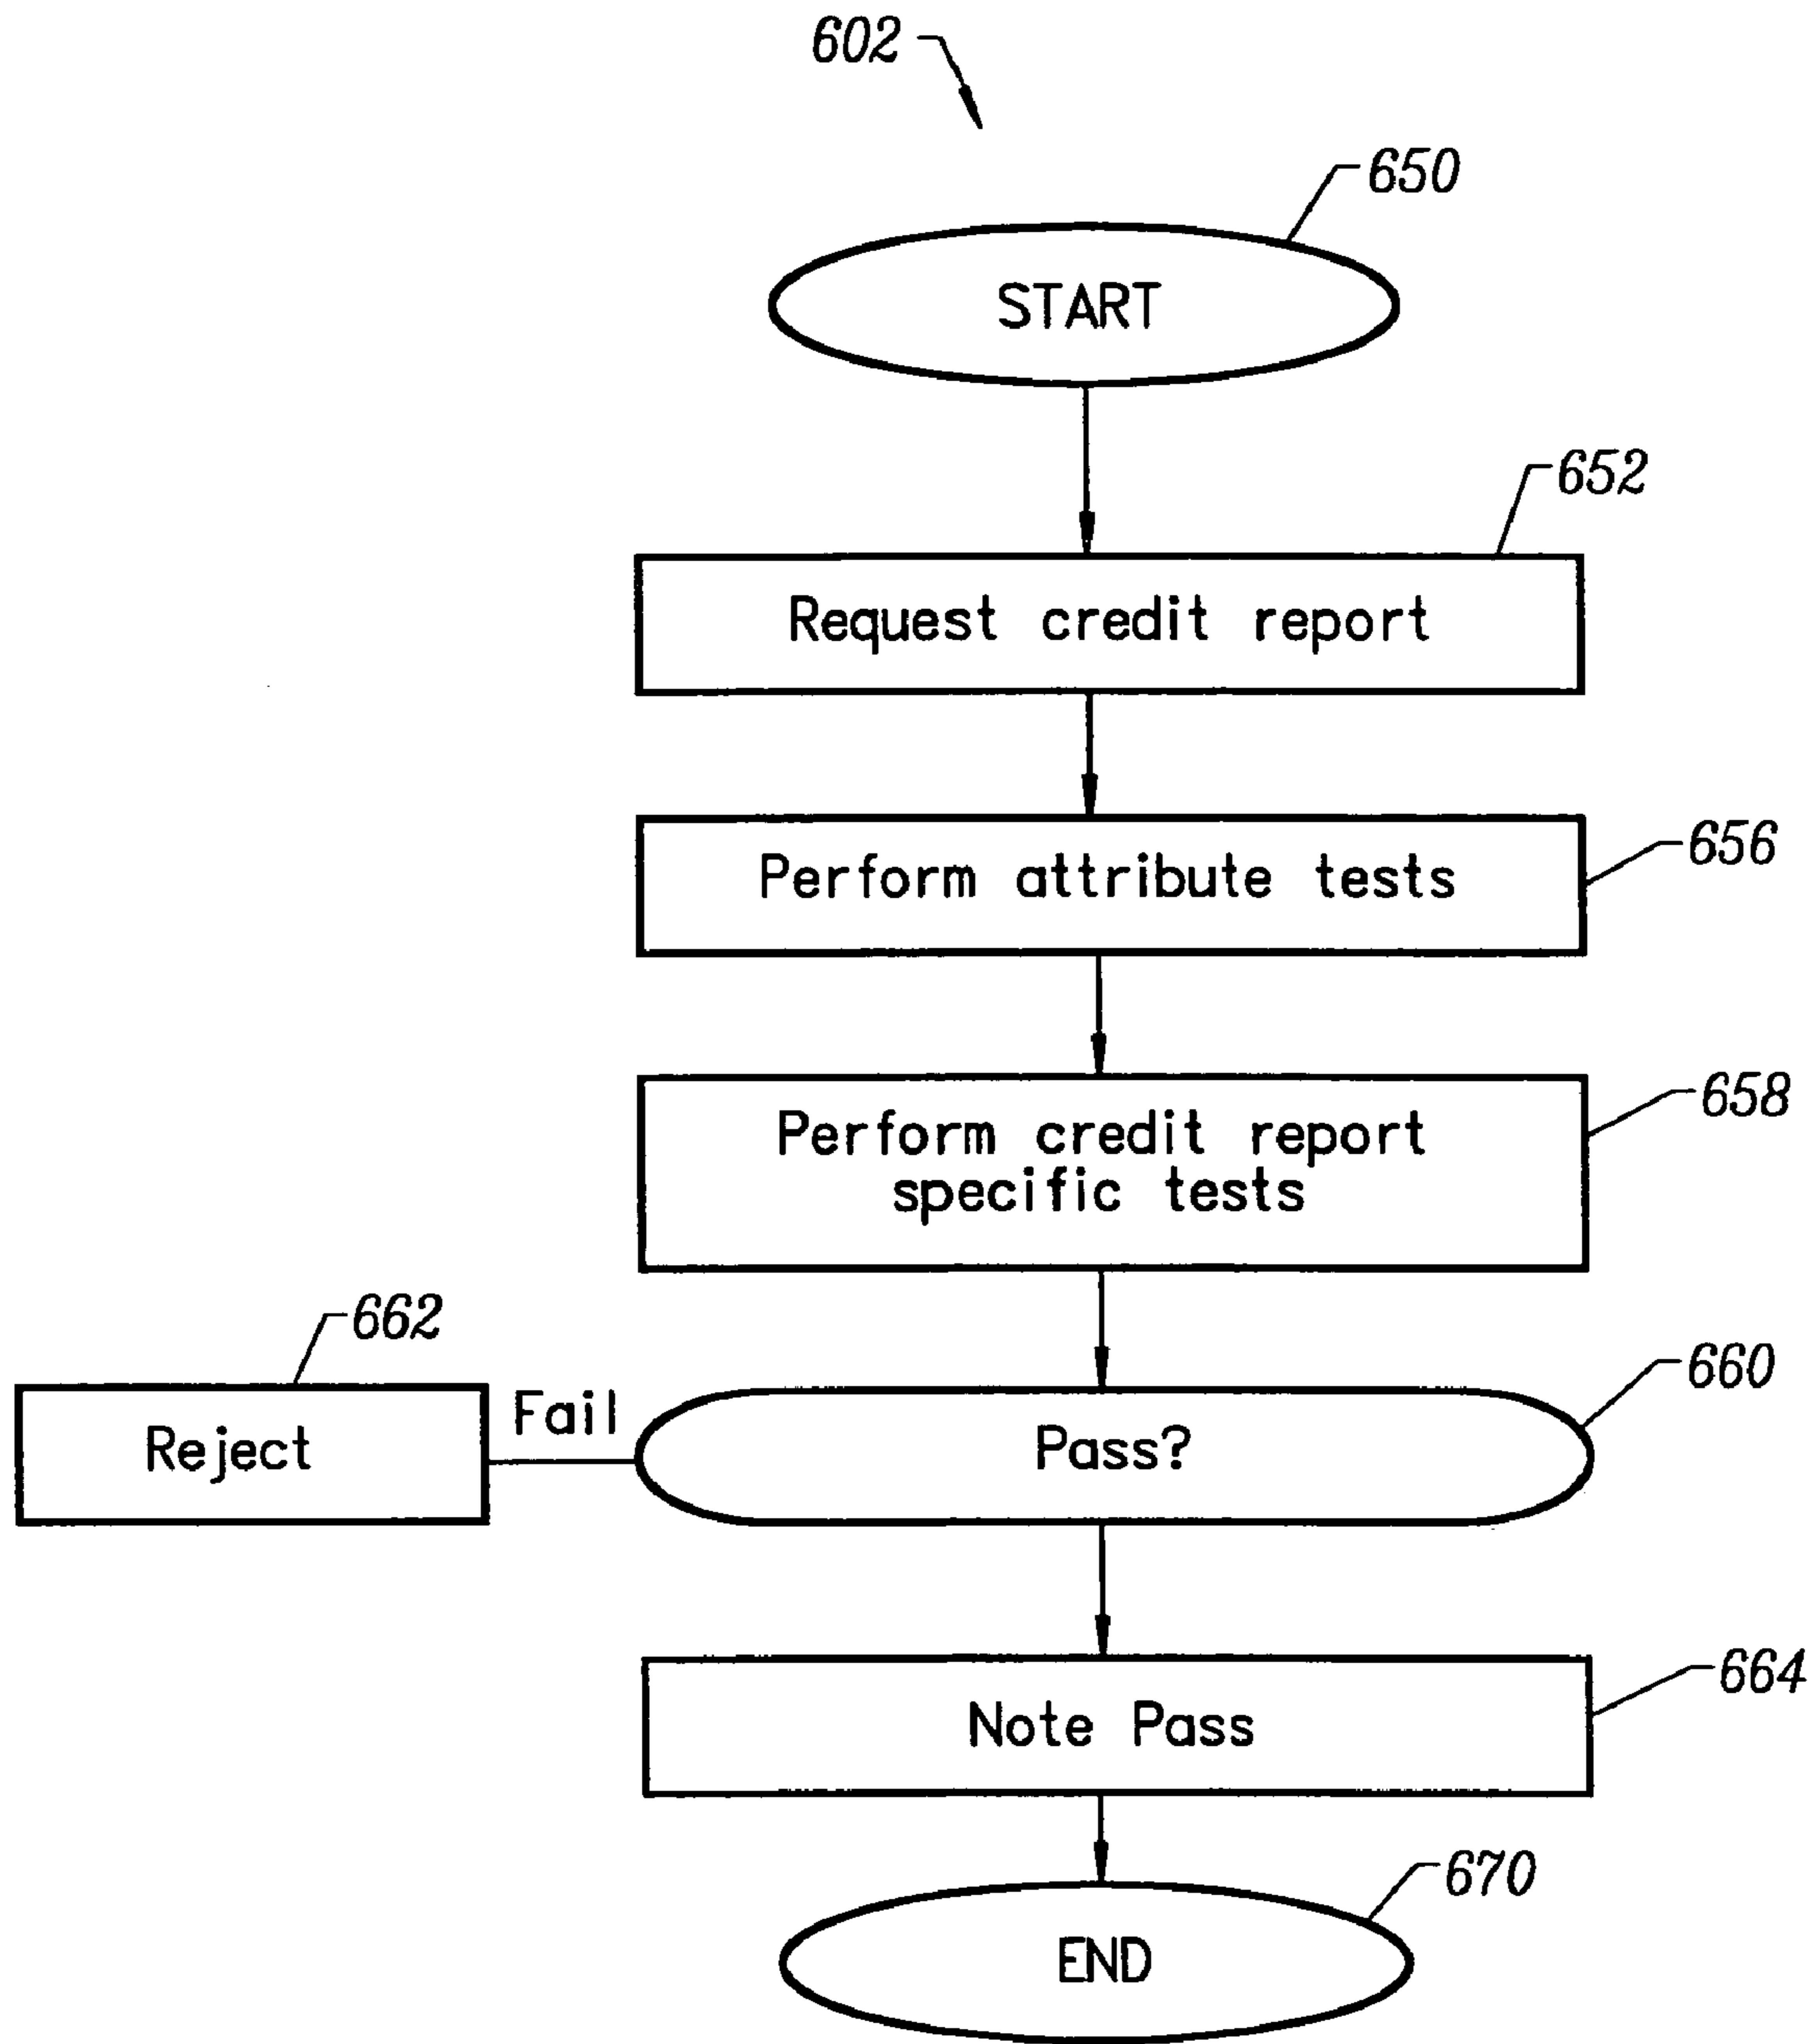 602
650
START
652
Request credit report
656
Perform attribute tests
658
Perform credit report
specific tests
662
660
Reject
Fail
Pass?
664
Note Pass
670
END